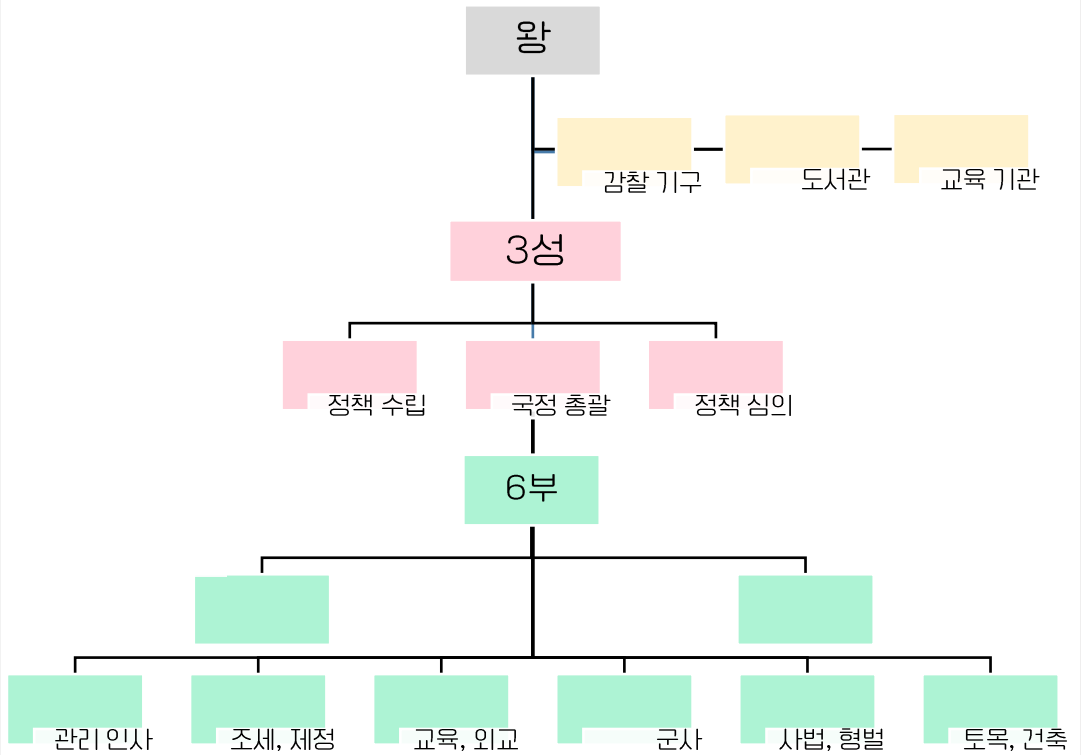 왕
감찰 기구
도서관
교육 기관
3성
정책 수립
국정 총괄
정책 심의
6부
관리 인사
조세, 제정
교육, 외교
군사
사법, 형벌
토목, 건축